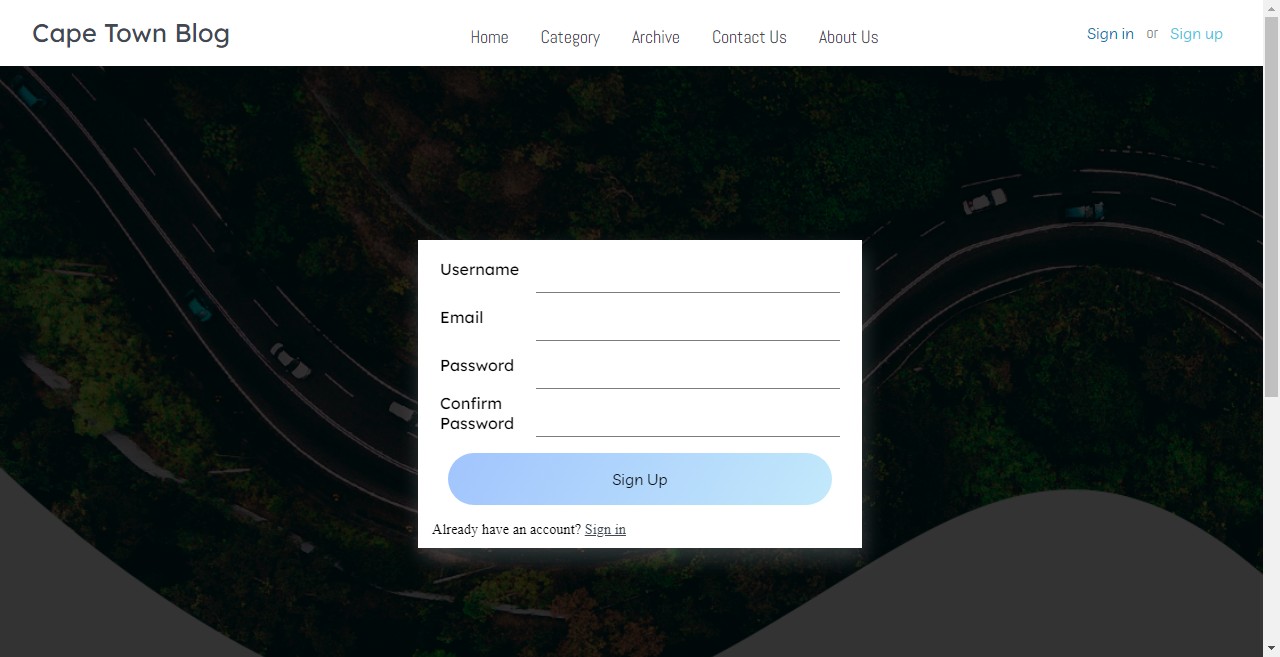 Cape Town Blog
Home Category Archive Contact Us About Us
Sign in or Sign up
Username
Email
Password
Confirm
Password
Sign Up
Already have an account? Sign in